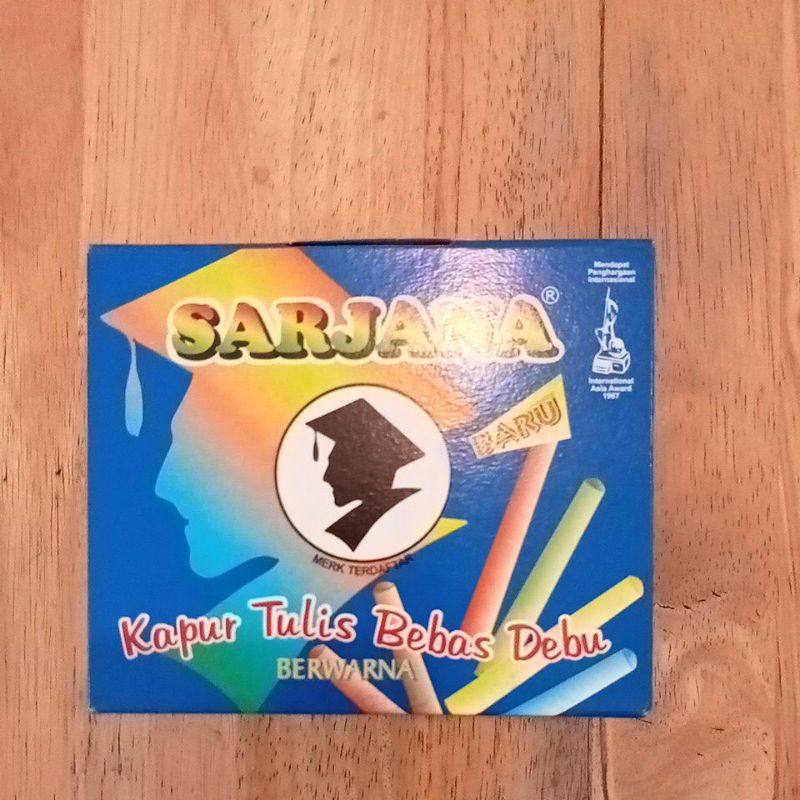 SARJANA®
Mendapat
Penghargaan
Internasional
International
Asia Award
1987
BARU
MERK TERDAFTAR
Kapur Tulis Bebas Debu
BERWARNA